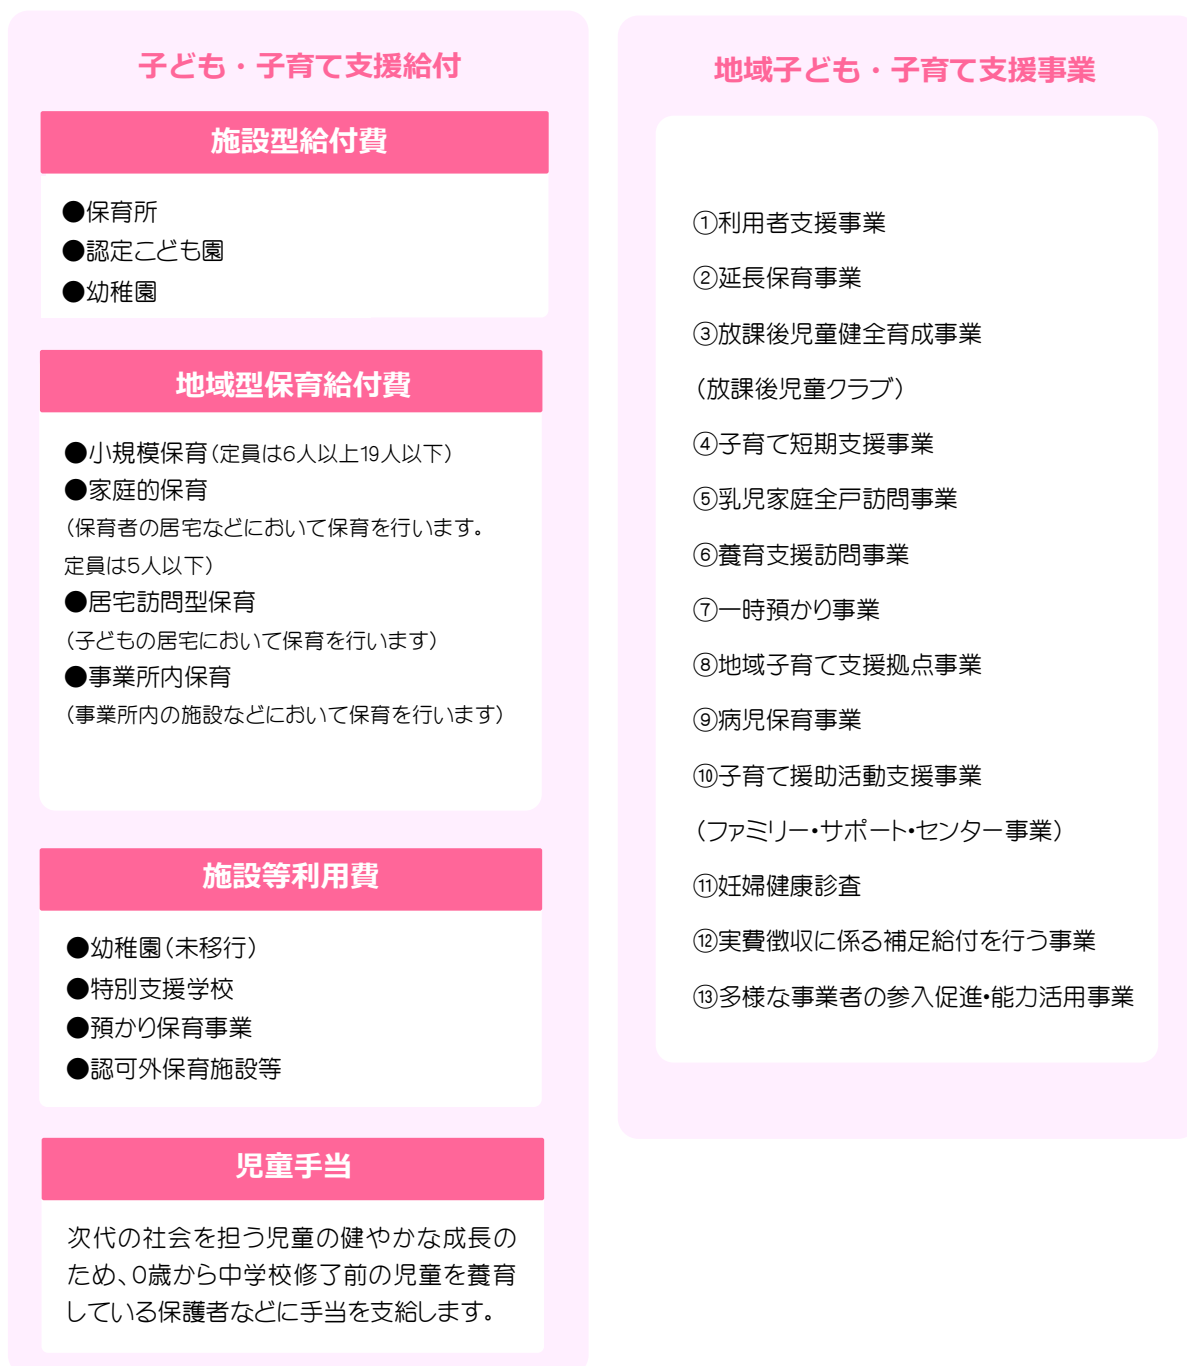 子ども・子育て支援給付
施設型給付費
●保育所
●認定こども園
●幼稚園
地域型保育給付費
●小規模保育(定員は6人以上19人以下)
●家庭的保育
(保育者の居宅などにおいて保育を行います。
定員は5人以下)
●居宅訪問型保育
(子どもの居宅において保育を行います)
●事業所内保育
(事業所内の施設などにおいて保育を行います)
施設等利用費
●幼稚園(未移行)
●特別支援学校
●預かり保育事業
●認可外保育施設等
児童手当
次代の社会を担う児童の健やかな成長の
ため、0歳から中学校修了前の児童を養育
している保護者などに手当を支給します。
地域子ども・子育て支援事業
①利用者支援事業
②延長保育事業
③放課後児童健全育成事業
(放課後児童クラブ)
④子育て短期支援事業
⑤乳児家庭全戸訪問事業
⑥養育支援訪問事業
⑦一時預かり事業
⑧地域子育て支援拠点事業
⑨病児保育事業
⑩子育て援助活動支援事業
(ファミリー・サポート・センター事業)
⑪妊婦健康診査
⑫実費徴収に係る補足給付を行う事業
⑬多様な事業者の参入促進・能力活用事業